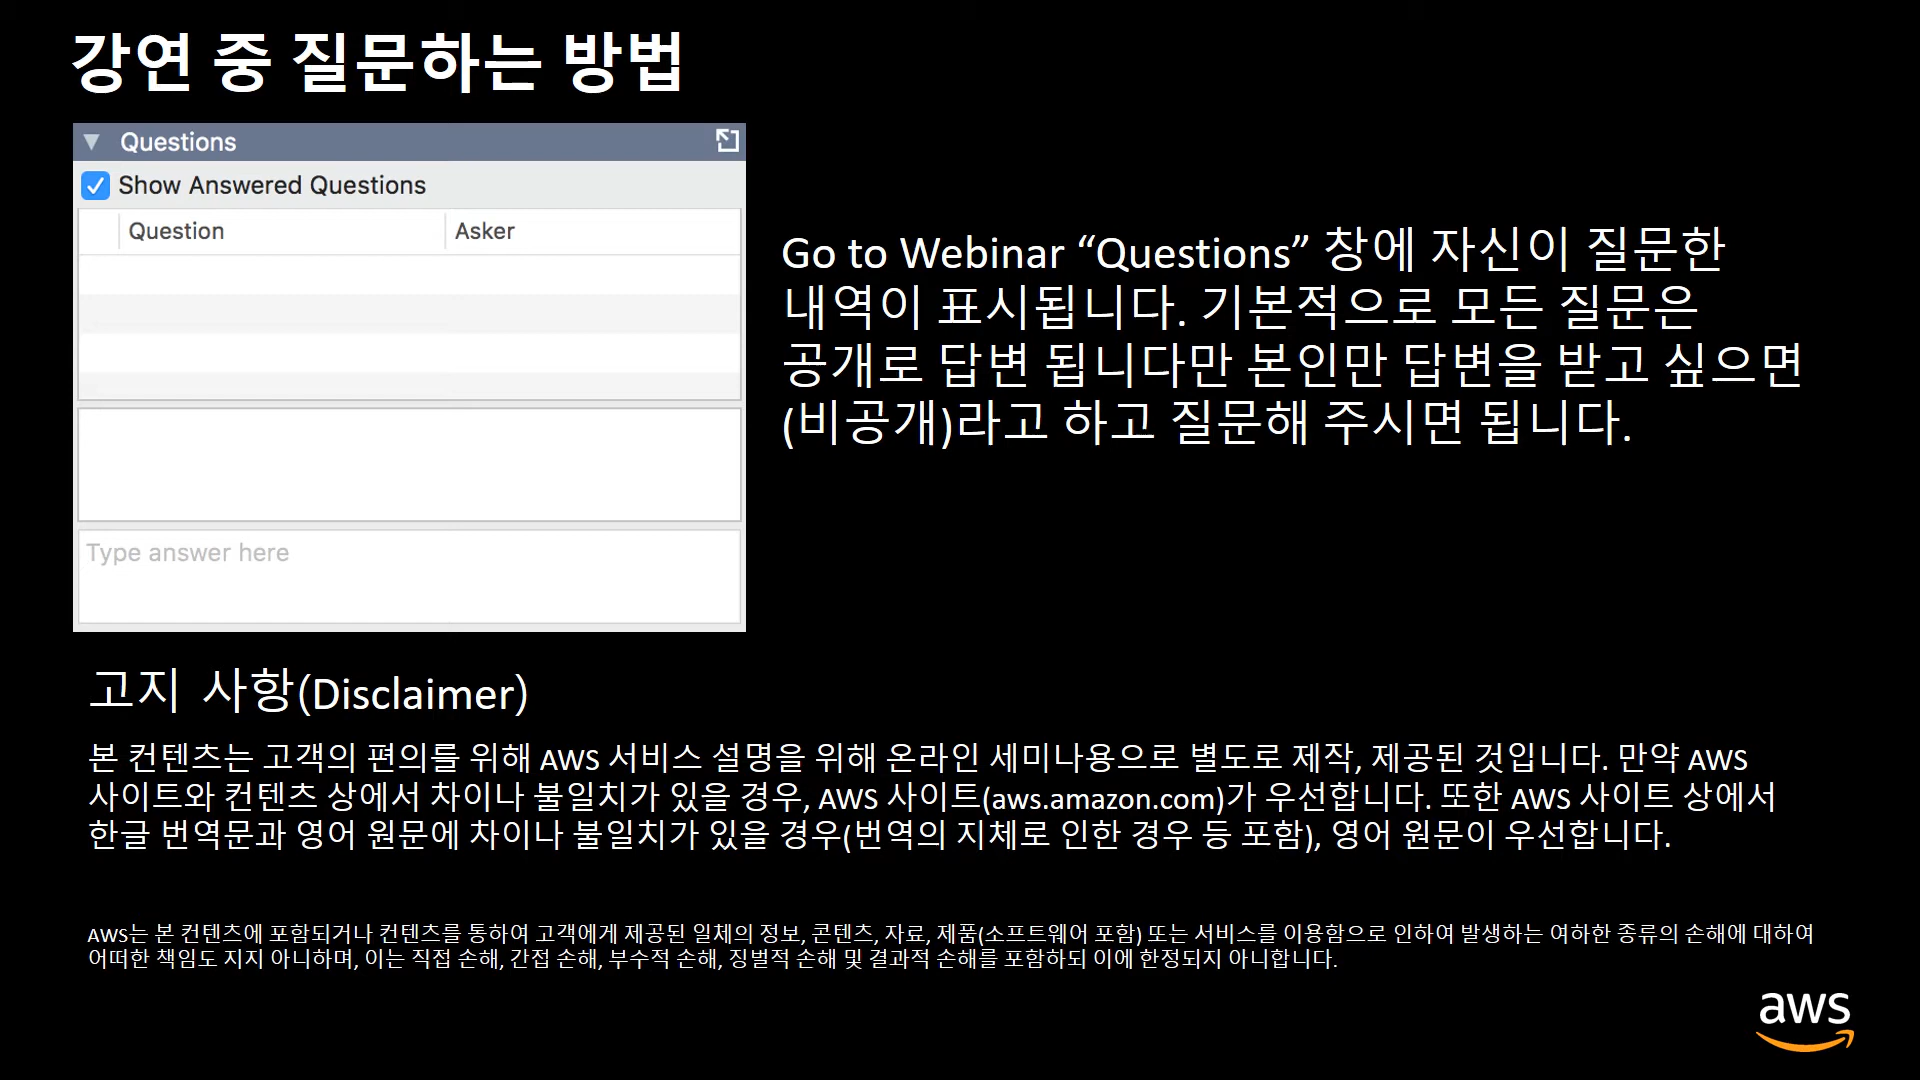 강연 중 질문하는 방법
Questions
Show Answered Questions
Question Asker
Type answer here
Go to Webinar “Questions” 창에 자신이 질문한
내역이 표시됩니다. 기본적으로 모든 질문은
공개로 답변 됩니다만 본인만 답변을 받고 싶으면
(비공개)라고 하고 질문해 주시면 됩니다.
고지 사항(Disclaimer)
본 컨텐츠는 고객의 편의를 위해 AWS 서비스 설명을 위해 온라인 세미나용으로 별도로 제작, 제공된 것입니다. 만약 AWS
사이트와 컨텐츠 상에서 차이나 불일치가 있을 경우, AWS 사이트(aws.amazon.com)가 우선합니다. 또한 AWS 사이트 상에서
한글 번역문과 영어 원문에 차이나 불일치가 있을 경우(번역의 지체로 인한 경우 등 포함), 영어 원문이 우선합니다.
AWS는 본 컨텐츠에 포함되거나 컨텐츠를 통하여 고객에게 제공된 일체의 정보, 콘텐츠, 자료, 제품(소프트웨어 포함) 또는 서비스를 이용함으로 인하여 발생하는 여하한 종류의 손해에 대하여
어떠한 책임도 지지 아니하며, 이는 직접 손해, 간접 손해, 부수적 손해, 징벌적 손해 및 결과적 손해를 포함하되 이에 한정되지 아니합니다.
aws